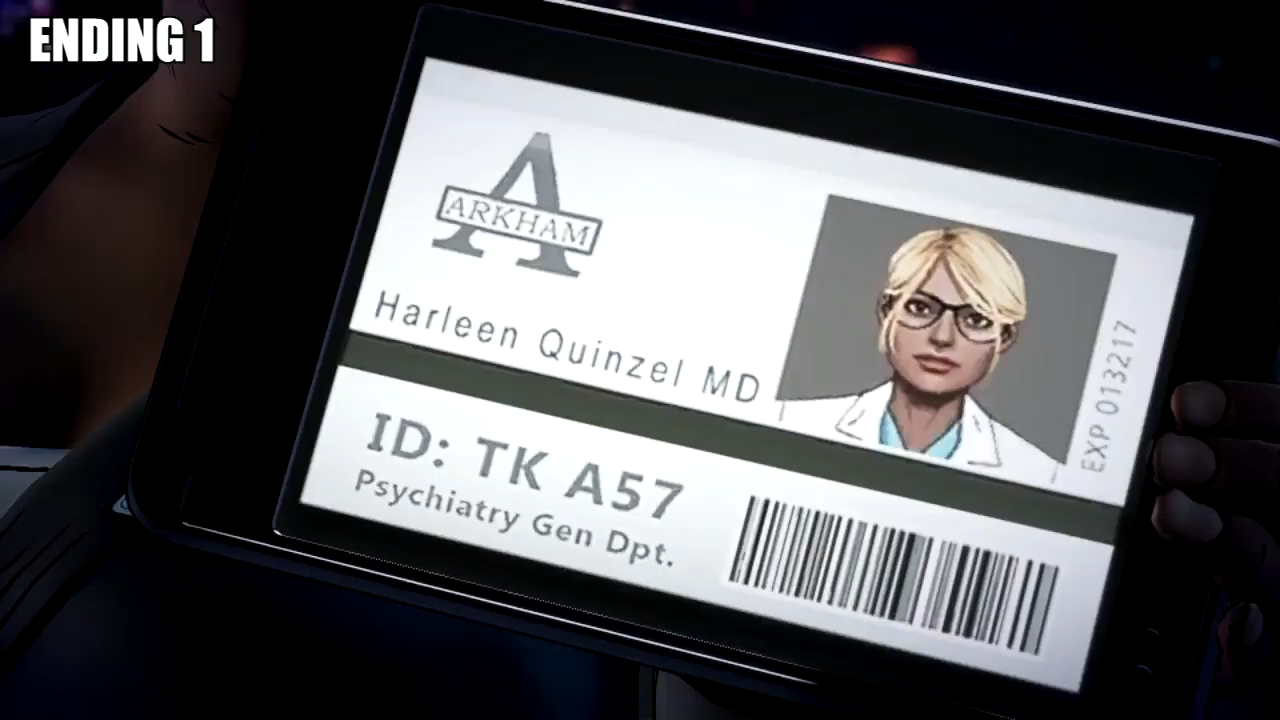 ENDING 1
A
ARKHAM
Harleen Quinzel MD
EXP 013217
ID: TK A57
Psychiatry Gen Dpt.